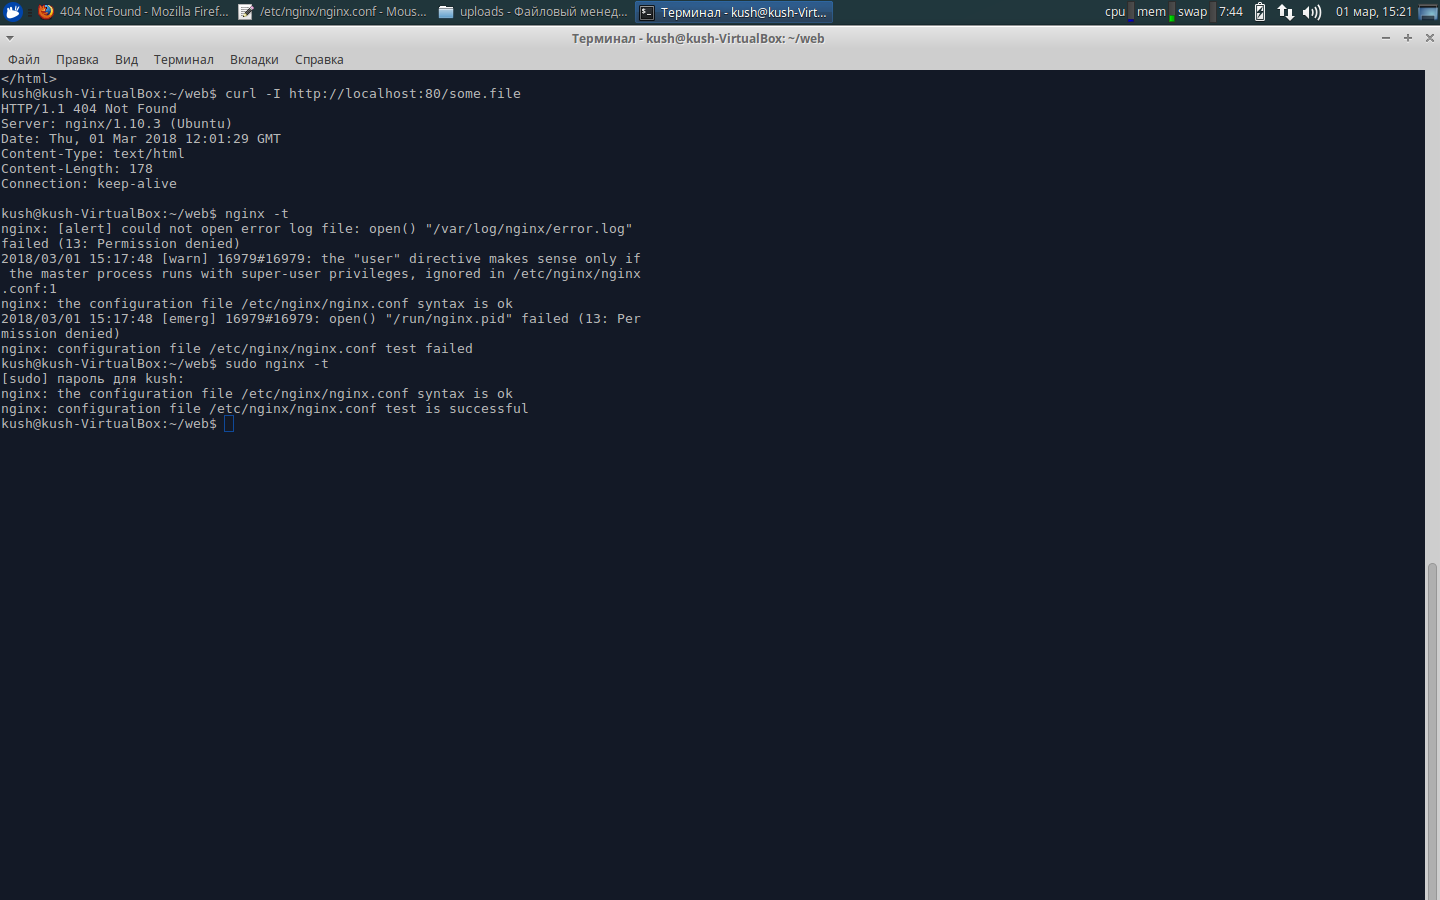 404 Not Found - Mozilla Firef...
/etc/nginx/nginx.conf - Mous...
uploads - Файловый менед...
Терминал - kush@kush-Virt...
cpu mem swap 7:44 01 мар, 15:21
Терминал - kush@kush-VirtualBox: ~/web
Файл Правка Вид Терминал Вкладки Справка
</html>
kush@kush-VirtualBox:~/web$ curl -I http://localhost:80/some.file
HTTP/1.1 404 Not Found
Server: nginx/1.10.3 (Ubuntu)
Date: Thu, 01 Mar 2018 12:01:29 GMT
Content-Type: text/html
Content-Length: 178
Connection: keep-alive
kush@kush-VirtualBox:~/web$ nginx -t
nginx: [alert] could not open error log file: open() "/var/log/nginx/error.log"
failed (13: Permission denied)
2018/03/01 15:17:48 [warn] 16979#16979: the "user" directive makes sense only if
 the master process runs with super-user privileges, ignored in /etc/nginx/nginx
.conf:1
nginx: the configuration file /etc/nginx/nginx.conf syntax is ok
2018/03/01 15:17:48 [emerg] 16979#16979: open() "/run/nginx.pid" failed (13: Per
mission denied)
nginx: configuration file /etc/nginx/nginx.conf test failed
kush@kush-VirtualBox:~/web$ sudo nginx -t
[sudo] пароль для kush:
nginx: the configuration file /etc/nginx/nginx.conf syntax is ok
nginx: configuration file /etc/nginx/nginx.conf test is successful
kush@kush-VirtualBox:~/web$